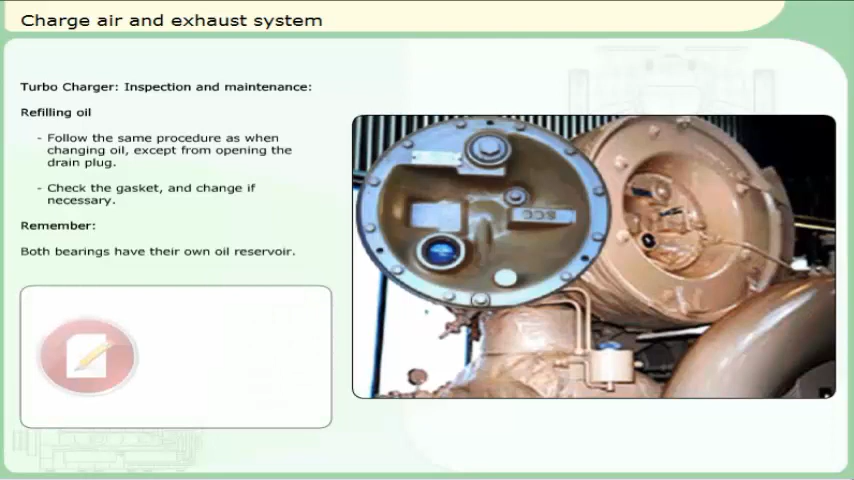 Charge air and exhaust system
Turbo Charger: Inspection and maintenance:
Refilling oil
- Follow the same procedure as when
changing oil, except from opening the
drain plug.
- Check the gasket, and change if
necessary.
Remember:
Both bearings have their own oil reservoir.